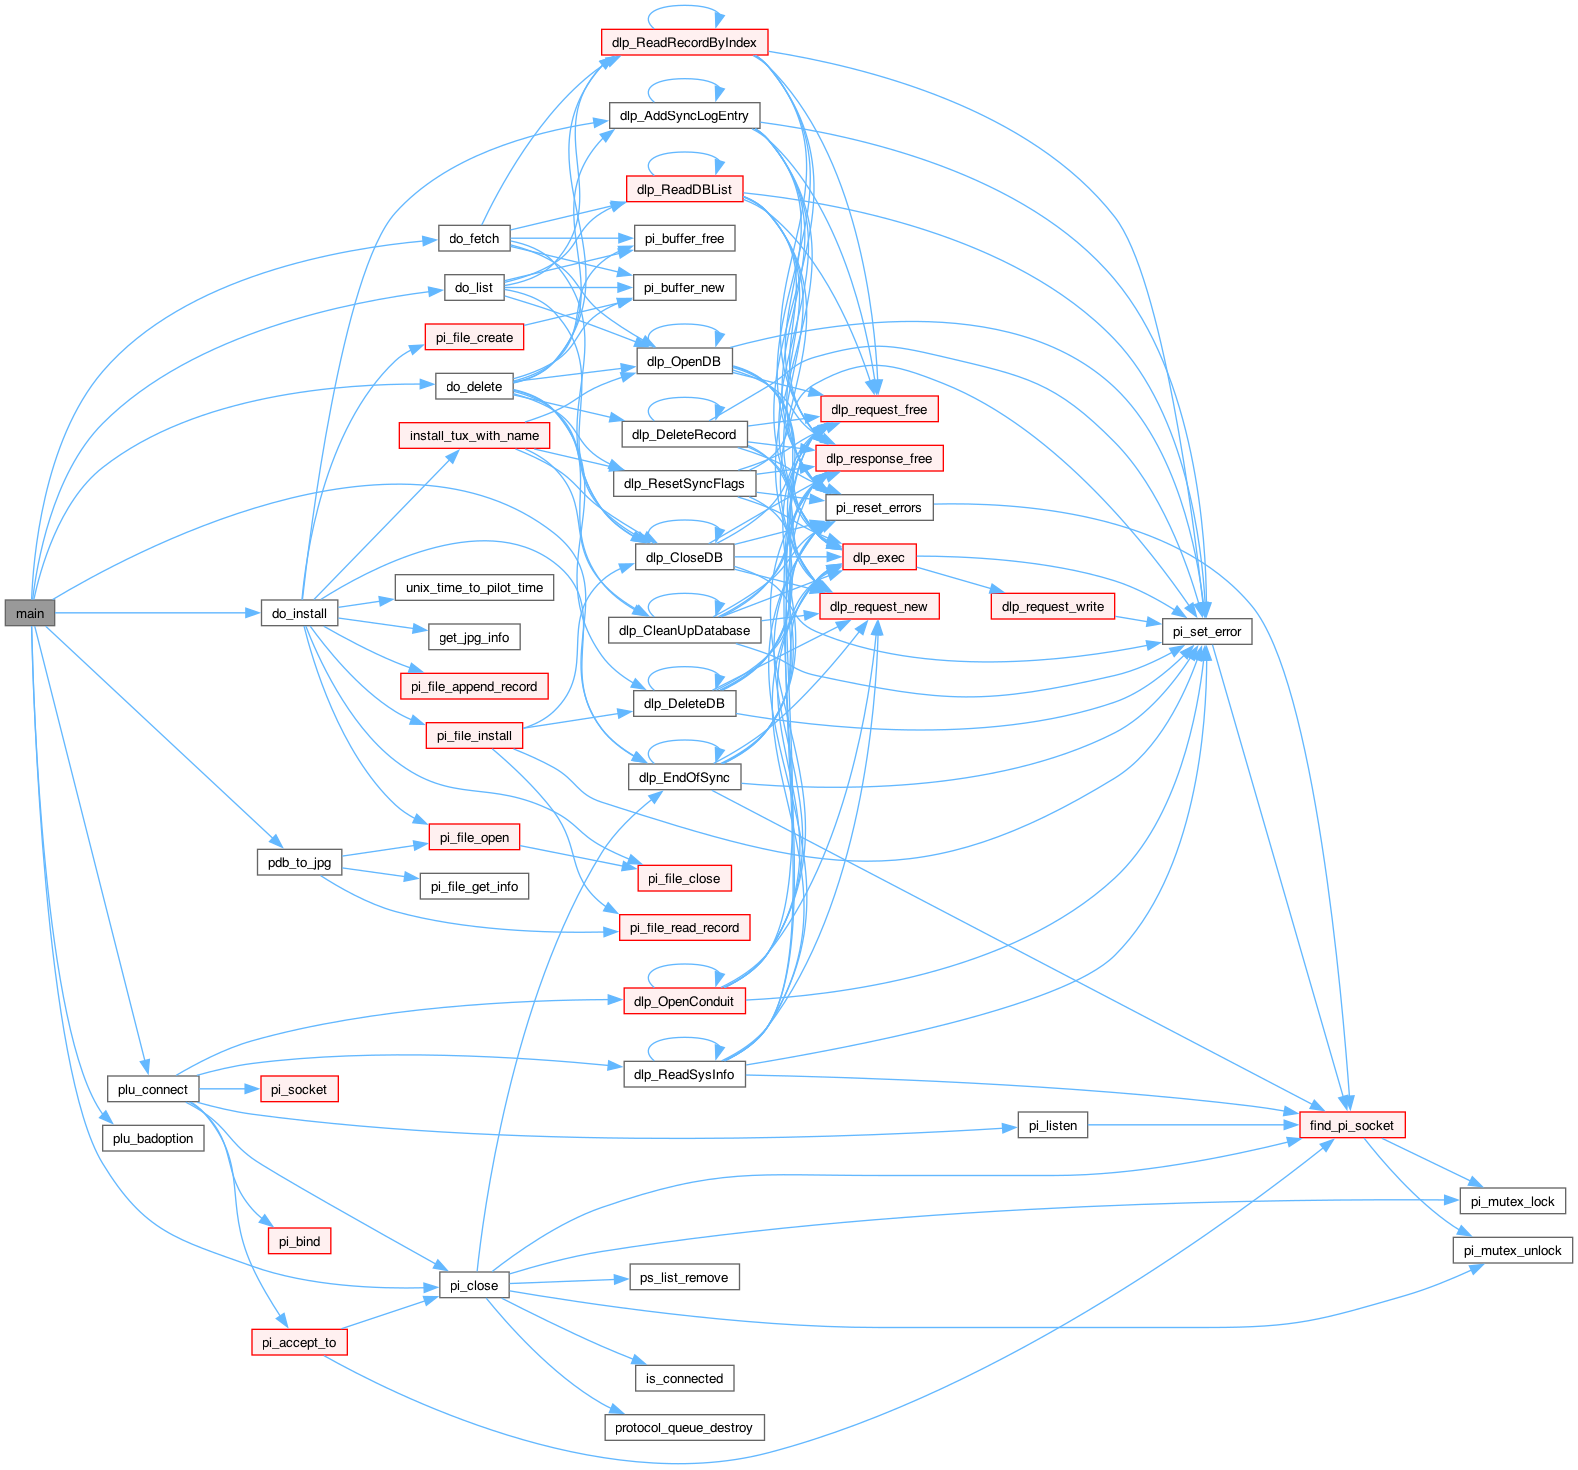 main
do_fetch
do_list
pi_file_create
do_delete
install_tux_with_name
do_install
unix_time_to_pilot_time
get_jpg_info
pi_file_append_record
pi_file_install
pi_file_open
pdb_to_jpg
pi_file_get_info
plu_connect
pi_socket
plu_badoption
pi_bind
pi_close
pi_accept_to
dlp_ReadRecordByIndex
dlp_AddSyncLogEntry
dlp_ReadDBList
pi_buffer_free
pi_buffer_new
dlp_OpenDB
dlp_DeleteRecord
dlp_ResetSyncFlags
dlp_CloseDB
dlp_CleanUpDatabase
dlp_DeleteDB
dlp_EndOfSync
pi_file_close
pi_file_read_record
dlp_OpenConduit
dlp_ReadSysInfo
ps_list_remove
is_connected
protocol_queue_destroy
dlp_request_free
dlp_response_free
pi_reset_errors
dlp_exec
dlp_request_new
dlp_request_write
pi_set_error
pi_listen
find_pi_socket
pi_mutex_lock
pi_mutex_unlock